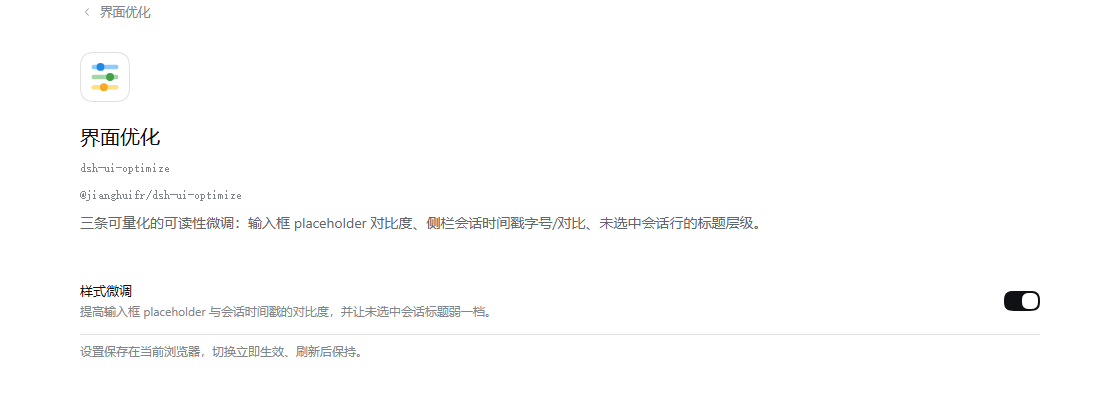 界面优化
界面优化
dsh-ui-optimize
@jianghuifr/dsh-ui-optimize
三条可量化的可读性微调：输入框 placeholder 对比度、侧栏会话时间戳字号/对比、未选中会话行的标题层级。
样式微调
提高输入框 placeholder 与会话时间戳的对比度，并让未选中会话标题弱一档。
设置保存在当前浏览器，切换立即生效、刷新后保持。